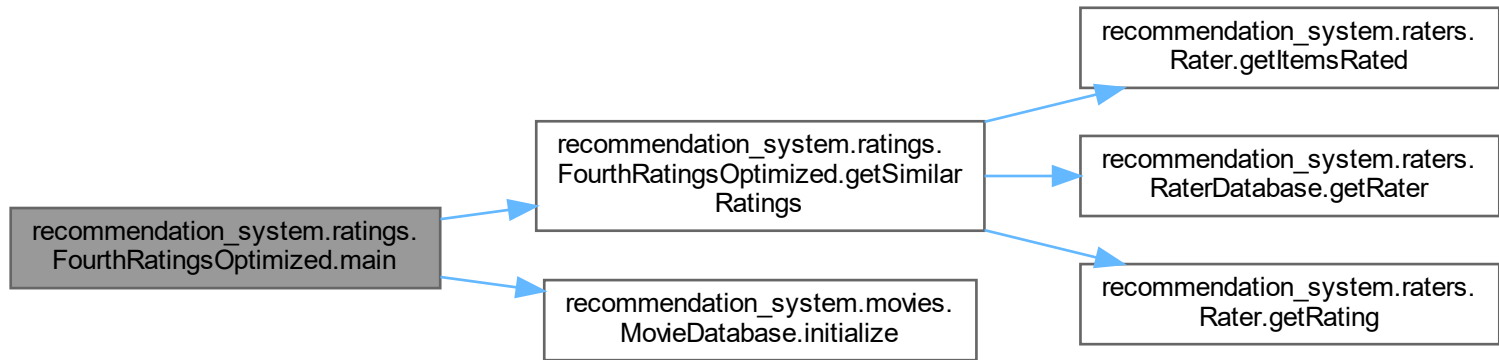 recommendation_system.ratings.
FourthRatingsOptimized.main
recommendation_system.ratings.
FourthRatingsOptimized.getSimilar
Ratings
recommendation_system.movies.
MovieDatabase.initialize
recommendation_system.raters.
Rater.getItemsRated
recommendation_system.raters.
RaterDatabase.getRater
recommendation_system.raters.
Rater.getRating